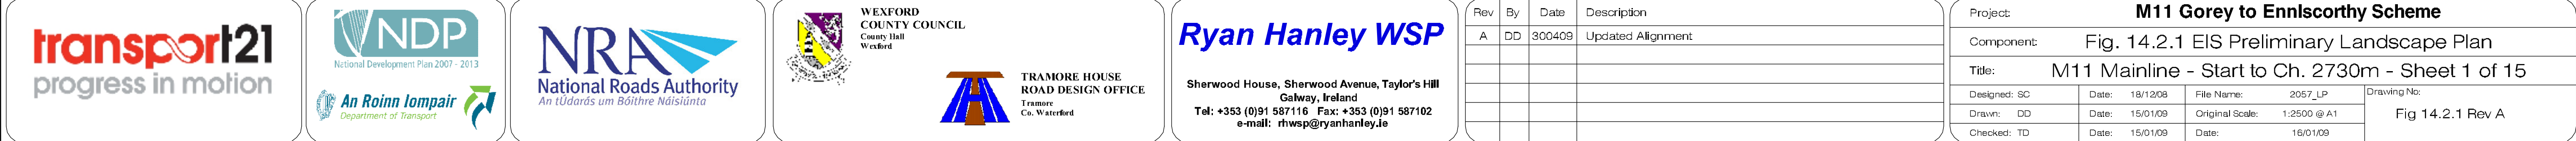 transport21
progress in motion
NDP
National Development Plan 2007 - 2013
An Roinn Iompair
Department of Transport
NRA
National Roads Authority
An tÚdarás um Bóithre Náisiúnta
WEXFORD
COUNTY COUNCIL
County Hall
Wexford
TRAMORE HOUSE
ROAD DESIGN OFFICE
Tramore
Co. Waterford
Ryan Hanley WSP
Sherwood House, Sherwood Avenue, Taylor's Hill
Galway, Ireland
Tel: +353 (0)91 587116 Fax: +353 (0)91 587102
e-mail: rhwsp@ryanhanley.ie
Rev By Date Description
A DD 300409 Updated Alignment
Project: M11 Gorey to Enniscorthy Scheme
Component: Fig. 14.2.1 EIS Preliminary Landscape Plan
Title: M11 Mainline - Start to Ch. 2730m - Sheet 1 of 15
Designed: SC Date: 18/12/08 File Name: 2057_LP
Drawn: DD Date: 15/01/09 Original Scale: 1:2500 @ A1
Checked: TD Date: 15/01/09 Date: 16/01/09
Drawing No:
Fig 14.2.1 Rev A